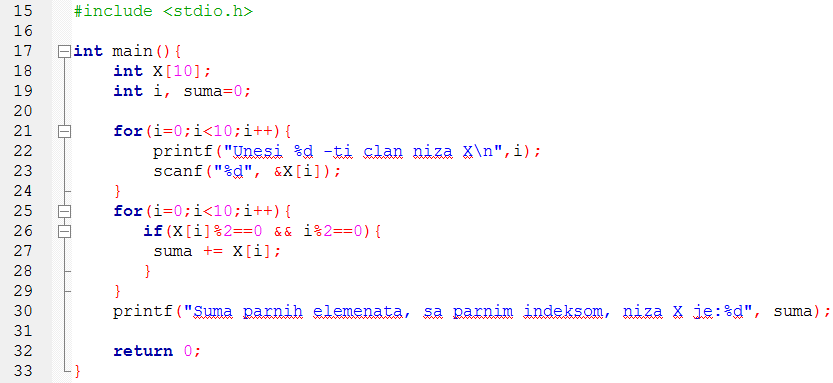 15 #include <stdio.h>
16
17 int main(){
18 int X[10];
19 int i, suma=0;
20
21 for(i=0;i<10;i++){
22 printf("Unesi %d -ti clan niza X\n",i);
23 scanf("%d", &X[i]);
24 }
25 for(i=0;i<10;i++){
26 if(X[i]%2==0 && i%2==0){
27 suma += X[i];
28 }
29 }
30 printf("Suma parnih elemenata, sa parnim indeksom, niza X je:%d", suma);
31
32 return 0;
33 }